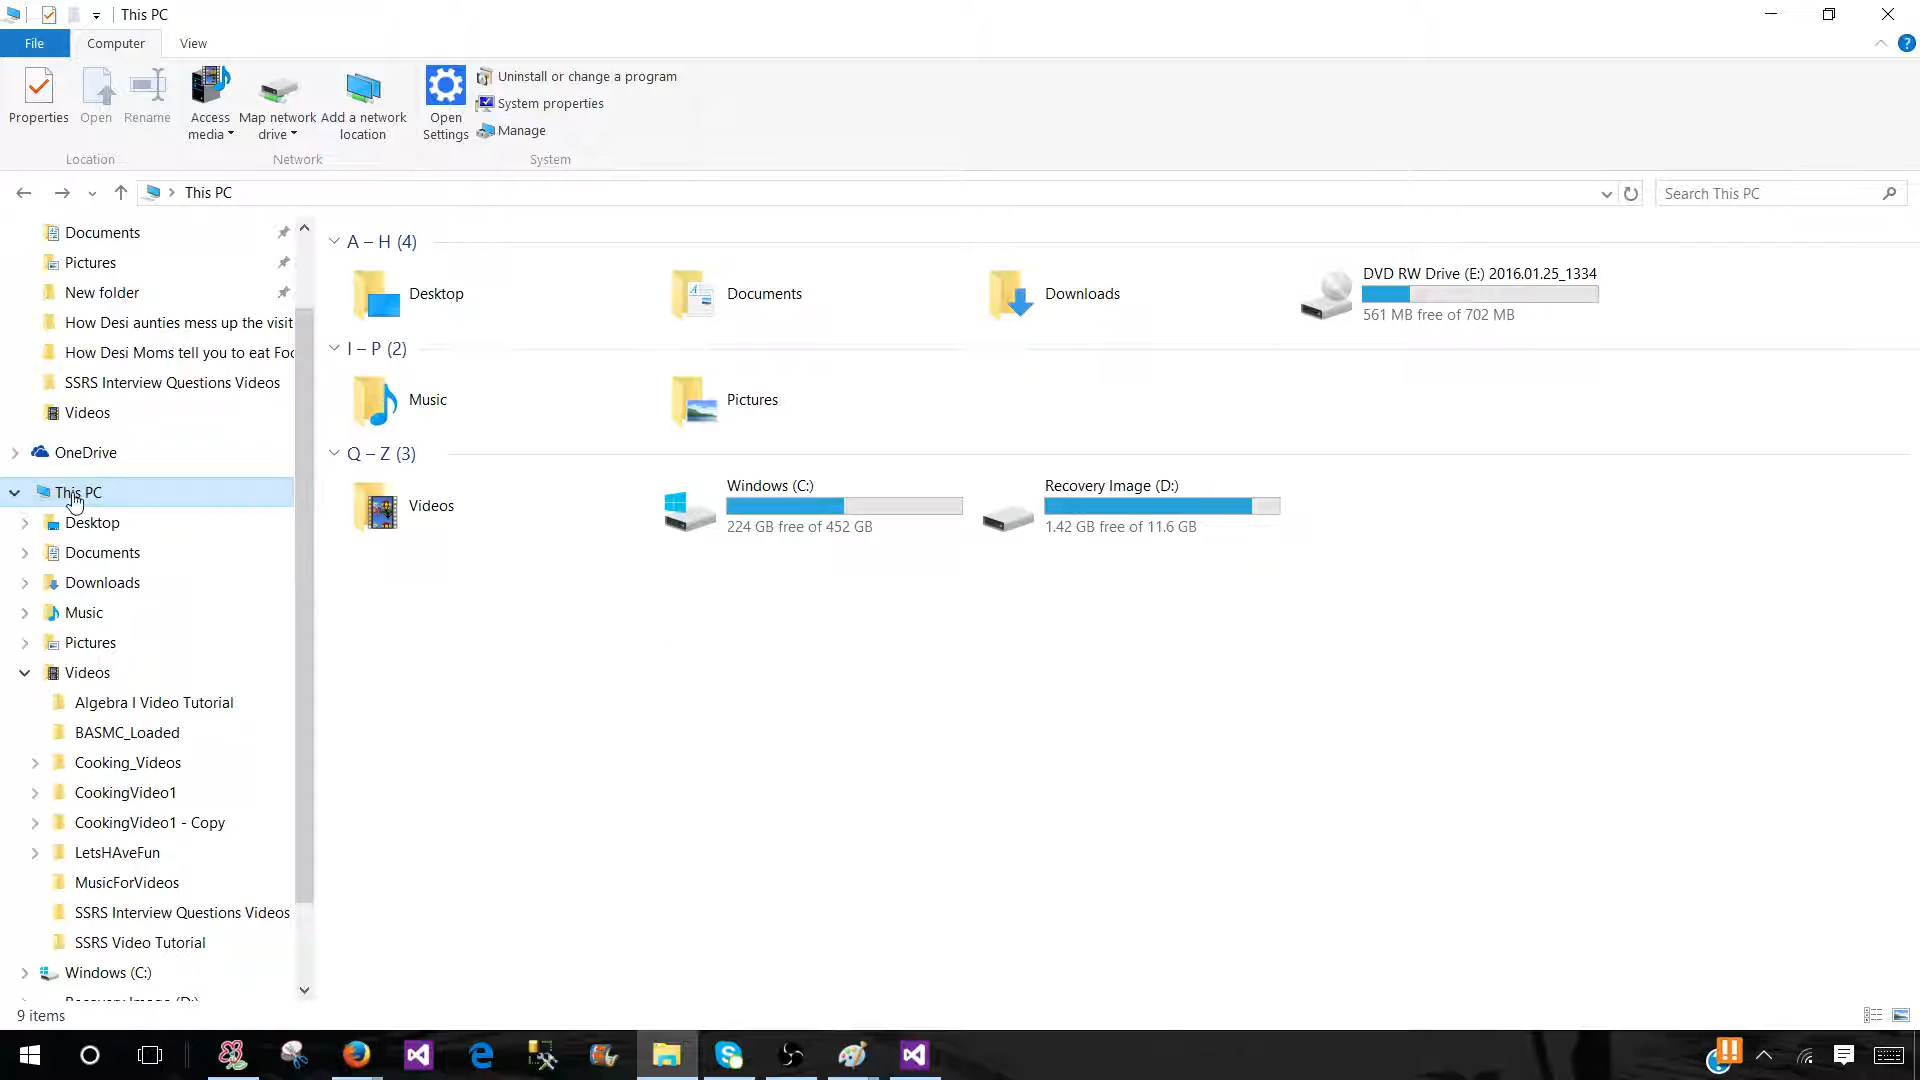 This PC
File
Computer
View
Properties
Open
Rename
Access media
Map network drive
Add a network location
Open Settings
Uninstall or change a program
System properties
Manage
Location
Network
System
This PC
Search This PC
Documents
Pictures
New folder
How Desi aunties mess up the visit
How Desi Moms tell you to eat Foo
SSRS Interview Questions Videos
Videos
OneDrive
This PC
Desktop
Documents
Downloads
Music
Pictures
Videos
Algebra I Video Tutorial
BASMC_Loaded
Cooking_Videos
CookingVideo1
CookingVideo1 - Copy
LetsHAveFun
MusicForVideos
SSRS Interview Questions Videos
SSRS Video Tutorial
Windows (C:)
Recovery Image (D:)
A – H (4)
Desktop
Documents
Downloads
DVD RW Drive (E:) 2016.01.25_1334
561 MB free of 702 MB
I – P (2)
Music
Pictures
Q – Z (3)
Videos
Windows (C:)
224 GB free of 452 GB
Recovery Image (D:)
1.42 GB free of 11.6 GB
9 items